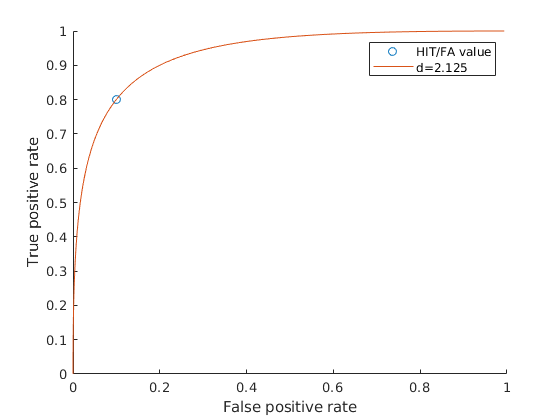 1
0.9
0.8
0.7
0.6
0.5
0.4
0.3
0.2
0.1
0
True positive rate
HIT/FA value
d=2.125
0 0.2 0.4 0.6 0.8 1
False positive rate